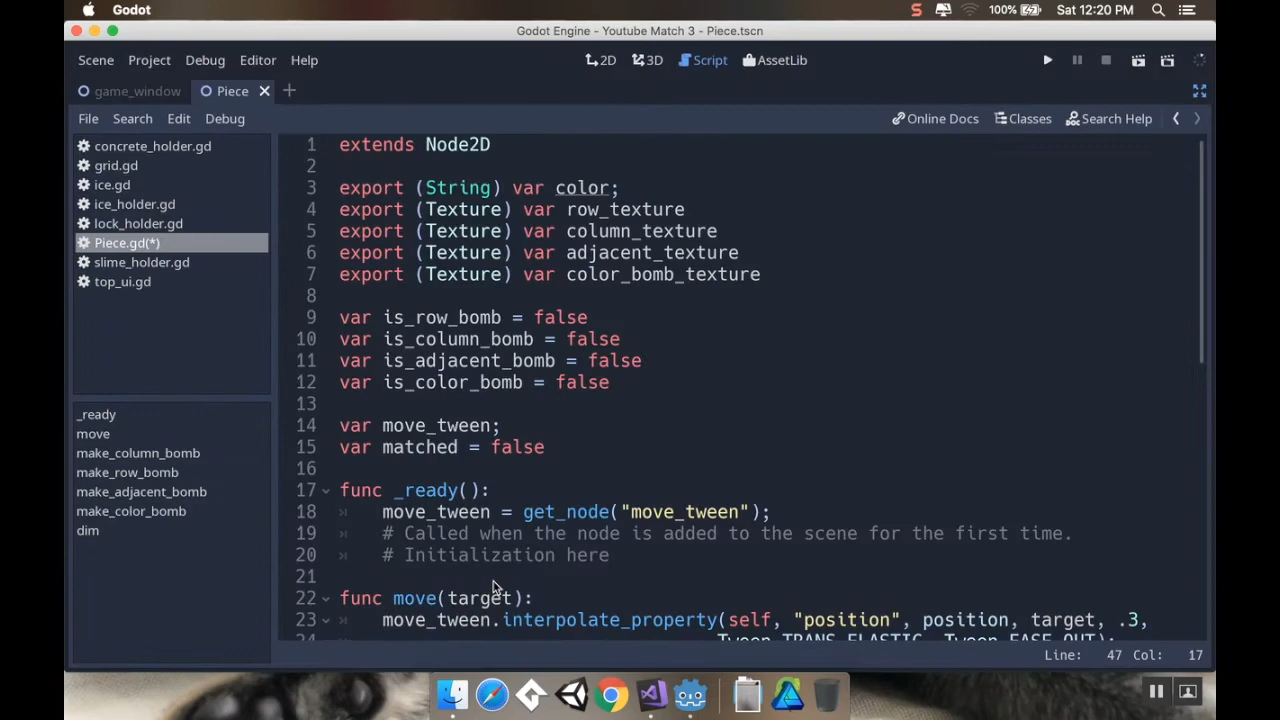 Godot
100%
Sat 12:20 PM
Godot Engine - Youtube Match 3 - Piece.tscn
Scene Project Debug Editor Help
2D 3D Script AssetLib
game_window Piece
File Search Edit Debug
Online Docs Classes Search Help
concrete_holder.gd
grid.gd
ice.gd
ice_holder.gd
lock_holder.gd
Piece.gd(*)
slime_holder.gd
top_ui.gd
_ready
move
make_column_bomb
make_row_bomb
make_adjacent_bomb
make_color_bomb
dim
1 extends Node2D
2
3 export (String) var color;
4 export (Texture) var row_texture
5 export (Texture) var column_texture
6 export (Texture) var adjacent_texture
7 export (Texture) var color_bomb_texture
8
9 var is_row_bomb = false
10 var is_column_bomb = false
11 var is_adjacent_bomb = false
12 var is_color_bomb = false
13
14 var move_tween;
15 var matched = false
16
17 func _ready():
18 move_tween = get_node("move_tween");
19 # Called when the node is added to the scene for the first time.
20 # Initialization here
21
22 func move(target):
23 move_tween.interpolate_property(self, "position", position, target, .3,
24 Tween.TRANS_ELASTIC, Tween.EASE_OUT);
Line: 47 Col: 17